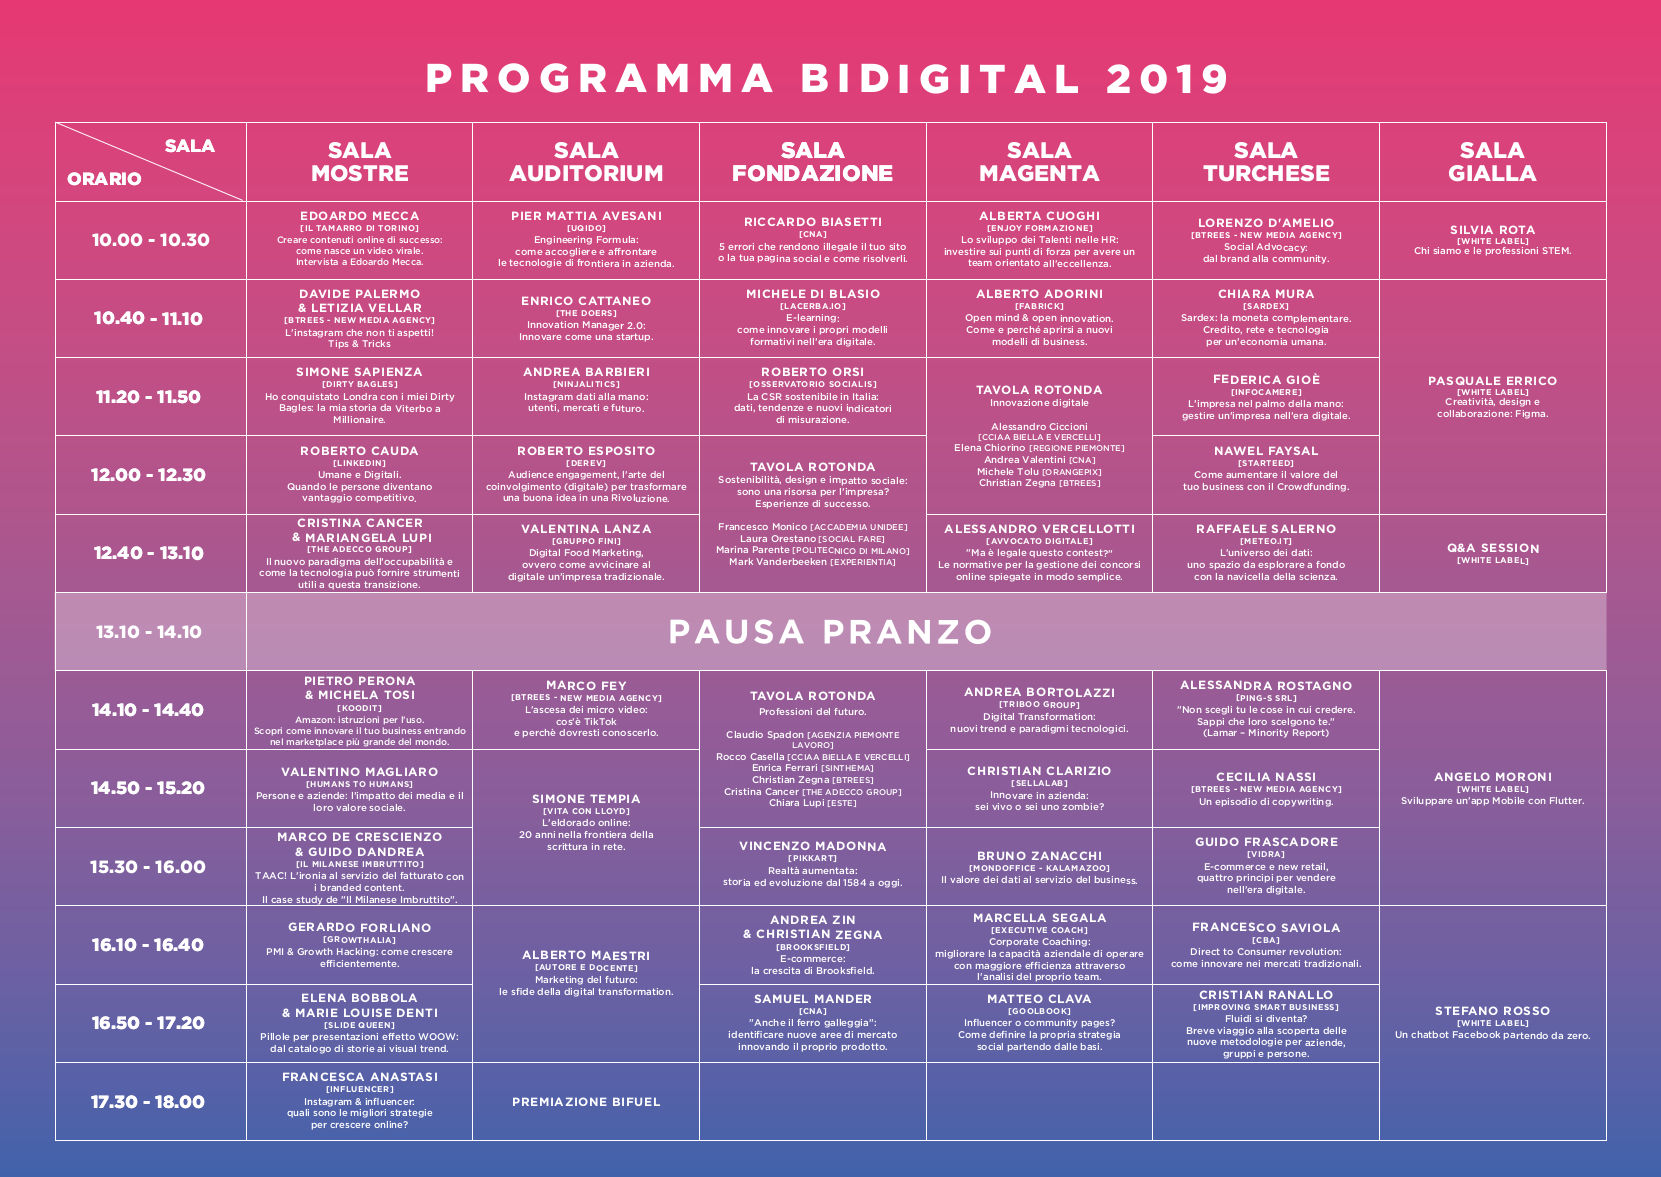 PROGRAMMA BIDIGITAL 2019
SALA
ORARIO
SALA
MOSTRE
SALA
AUDITORIUM
SALA
FONDAZIONE
SALA
MAGENTA
SALA
TURCHESE
SALA
GIALLA
10.00 - 10.30
EDOARDO MECCA
[IL TAMARRO DI TORINO]
Creare contenuti online di successo:
come nasce un video virale.
Intervista a Edoardo Mecca.
PIER MATTIA AVESANI
[UQIDO]
Engineering Formula:
come accogliere e affrontare
le tecnologie di frontiera in azienda.
RICCARDO BIASETTI
[CNA]
5 errori che rendono illegale il tuo sito
o la tua pagina social e come risolverli.
ALBERTA CUOGHI
[ENJOY FORMAZIONE]
Lo sviluppo dei Talenti nelle HR:
investire sui punti di forza per avere un
team orientato all'eccellenza.
LORENZO D'AMELIO
[BTREES - NEW MEDIA AGENCY]
Social Advocacy:
dal brand alla community.
SILVIA ROTA
[WHITE LABEL]
Chi siamo e le professioni STEM.
10.40 - 11.10
DAVIDE PALERMO
& LETIZIA VELLAR
[BTREES - NEW MEDIA AGENCY]
L'instagram che non ti aspetti!
Tips & Tricks
ENRICO CATTANEO
[THE DOERS]
Innovation Manager 2.0:
Innovare come una startup.
MICHELE DI BLASIO
[LACERBA.IO]
E-learning:
come innovare i propri modelli
formativi nell'era digitale.
ALBERTO ADORINI
[FABRICK]
Open mind & open innovation.
Come e perché aprirsi a nuovi
modelli di business.
CHIARA MURA
[SARDEX]
Sardex: la moneta complementare.
Credito, rete e tecnologia
per un'economia umana.
PASQUALE ERRICO
[WHITE LABEL]
Creatività, design e
collaborazione: Figma.
11.20 - 11.50
SIMONE SAPIENZA
[DIRTY BAGLES]
Ho conquistato Londra con i miei Dirty
Bagles: la mia storia da Viterbo a
Millionaire.
ANDREA BARBIERI
[NINJALITICS]
Instagram dati alla mano:
utenti, mercati e futuro.
ROBERTO ORSI
[OSSERVATORIO SOCIALIS]
La CSR sostenibile in Italia:
dati, tendenze e nuovi indicatori
di misurazione.
TAVOLA ROTONDA
Innovazione digitale
Alessandro Ciccioni
[CCIAA BIELLA E VERCELLI]
Elena Chiorino [REGIONE PIEMONTE]
Andrea Valentini [CNA]
Michele Tolu [ORANGEPIX]
Christian Zegna [BTREES]
FEDERICA GIOÈ
[INFOCAMERE]
L'impresa nel palmo della mano:
gestire un'impresa nell'era digitale.
12.00 - 12.30
ROBERTO CAUDA
[LINKEDIN]
Umane e Digitali.
Quando le persone diventano
vantaggio competitivo.
ROBERTO ESPOSITO
[DEREV]
Audience engagement, l'arte del
coinvolgimento (digitale) per trasformare
una buona idea in una Rivoluzione.
TAVOLA ROTONDA
Sostenibilità, design e impatto sociale:
sono una risorsa per l'impresa?
Esperienze di successo.
Francesco Monico [ACCADEMIA UNIDEE]
Laura Orestano [SOCIAL FARE]
Marina Parente [POLITECNICO DI MILANO]
Mark Vanderbeeken [EXPERIENTIA]
NAWEL FAYSAL
[STARTEED]
Come aumentare il valore del
tuo business con il Crowdfunding.
12.40 - 13.10
CRISTINA CANCER
& MARIANGELA LUPI
[THE ADECCO GROUP]
Il nuovo paradigma dell'occupabilità e
come la tecnologia può fornire strumenti
utili a questa transizione.
VALENTINA LANZA
[GRUPPO FINI]
Digital Food Marketing,
ovvero come avvicinare al
digitale un'impresa tradizionale.
ALESSANDRO VERCELLOTTI
[AVVOCATO DIGITALE]
"Ma è legale questo contest?"
Le normative per la gestione dei concorsi
online spiegate in modo semplice.
RAFFAELE SALERNO
[METEO.IT]
L'universo dei dati:
uno spazio da esplorare a fondo
con la navicella della scienza.
Q&A SESSION
[WHITE LABEL]
13.10 - 14.10
PAUSA PRANZO
14.10 - 14.40
PIETRO PERONA
& MICHELA TOSI
[KOODIT]
Amazon: istruzioni per l'uso.
Scopri come innovare il tuo business entrando
nel marketplace più grande del mondo.
MARCO FEY
[BTREES - NEW MEDIA AGENCY]
L'ascesa dei micro video:
cos'è TikTok
e perchè dovresti conoscerlo.
TAVOLA ROTONDA
Professioni del futuro.
Claudio Spadon [AGENZIA PIEMONTE
LAVORO]
Rocco Casella [CCIAA BIELLA E VERCELLI]
Enrica Ferrari [SINTHEMA]
Christian Zegna [BTREES]
Cristina Cancer [THE ADECCO GROUP]
Chiara Lupi [ESTE]
ANDREA BORTOLAZZI
[TRIBOO GROUP]
Digital Transformation:
nuovi trend e paradigmi tecnologici.
ALESSANDRA ROSTAGNO
[PING-S SRL]
"Non scegli tu le cose in cui credere.
Sappi che loro scelgono te."
(Lamar – Minority Report)
ANGELO MORONI
[WHITE LABEL]
Sviluppare un'app Mobile con Flutter.
14.50 - 15.20
VALENTINO MAGLIARO
[HUMANS TO HUMANS]
Persone e aziende: l'impatto dei media e il
loro valore sociale.
SIMONE TEMPIA
[VITA CON LLOYD]
L'eldorado online:
20 anni nella frontiera della
scrittura in rete.
CHRISTIAN CLARIZIO
[SELLALAB]
Innovare in azienda:
sei vivo o sei uno zombie?
CECILIA NASSI
[BTREES - NEW MEDIA AGENCY]
Un episodio di copywriting.
15.30 - 16.00
MARCO DE CRESCIENZO
& GUIDO DANDREA
[IL MILANESE IMBRUTTITO]
TAAC! L'ironia al servizio del fatturato con
i branded content.
Il case study de "Il Milanese Imbruttito".
VINCENZO MADONNA
[PIKKART]
Realtà aumentata:
storia ed evoluzione dal 1584 a oggi.
BRUNO ZANACCHI
[MONDOFFICE - KALAMAZOO]
Il valore dei dati al servizio del business.
GUIDO FRASCADORE
[VIDRA]
E-commerce e new retail,
quattro principi per vendere
nell'era digitale.
16.10 - 16.40
GERARDO FORLIANO
[GROWTHALIA]
PMI & Growth Hacking: come crescere
efficientemente.
ALBERTO MAESTRI
[AUTORE E DOCENTE]
Marketing del futuro:
le sfide della digital transformation.
ANDREA ZIN
& CHRISTIAN ZEGNA
[BROOKSFIELD]
E-commerce:
la crescita di Brooksfield.
MARCELLA SEGALA
[EXECUTIVE COACH]
Corporate Coaching:
migliorare la capacità aziendale di operare
con maggiore efficienza attraverso
l'analisi del proprio team.
FRANCESCO SAVIOLA
[CBA]
Direct to Consumer revolution:
come innovare nei mercati tradizionali.
STEFANO ROSSO
[WHITE LABEL]
Un chatbot Facebook partendo da zero.
16.50 - 17.20
ELENA BOBBOLA
& MARIE LOUISE DENTI
[SLIDE QUEEN]
Pillole per presentazioni effetto WOOW:
dal catalogo di storie ai visual trend.
SAMUEL MANDER
[CNA]
"Anche il ferro galleggia":
identificare nuove aree di mercato
innovando il proprio prodotto.
MATTEO CLAVA
[GOOLBOOK]
Influencer o community pages?
Come definire la propria strategia
social partendo dalle basi.
CRISTIAN RANALLO
[IMPROVING SMART BUSINESS]
Fluidi si diventa?
Breve viaggio alla scoperta delle
nuove metodologie per aziende,
gruppi e persone.
17.30 - 18.00
FRANCESCA ANASTASI
[INFLUENCER]
Instagram & influencer:
quali sono le migliori strategie
per crescere online?
PREMIAZIONE BIFUEL